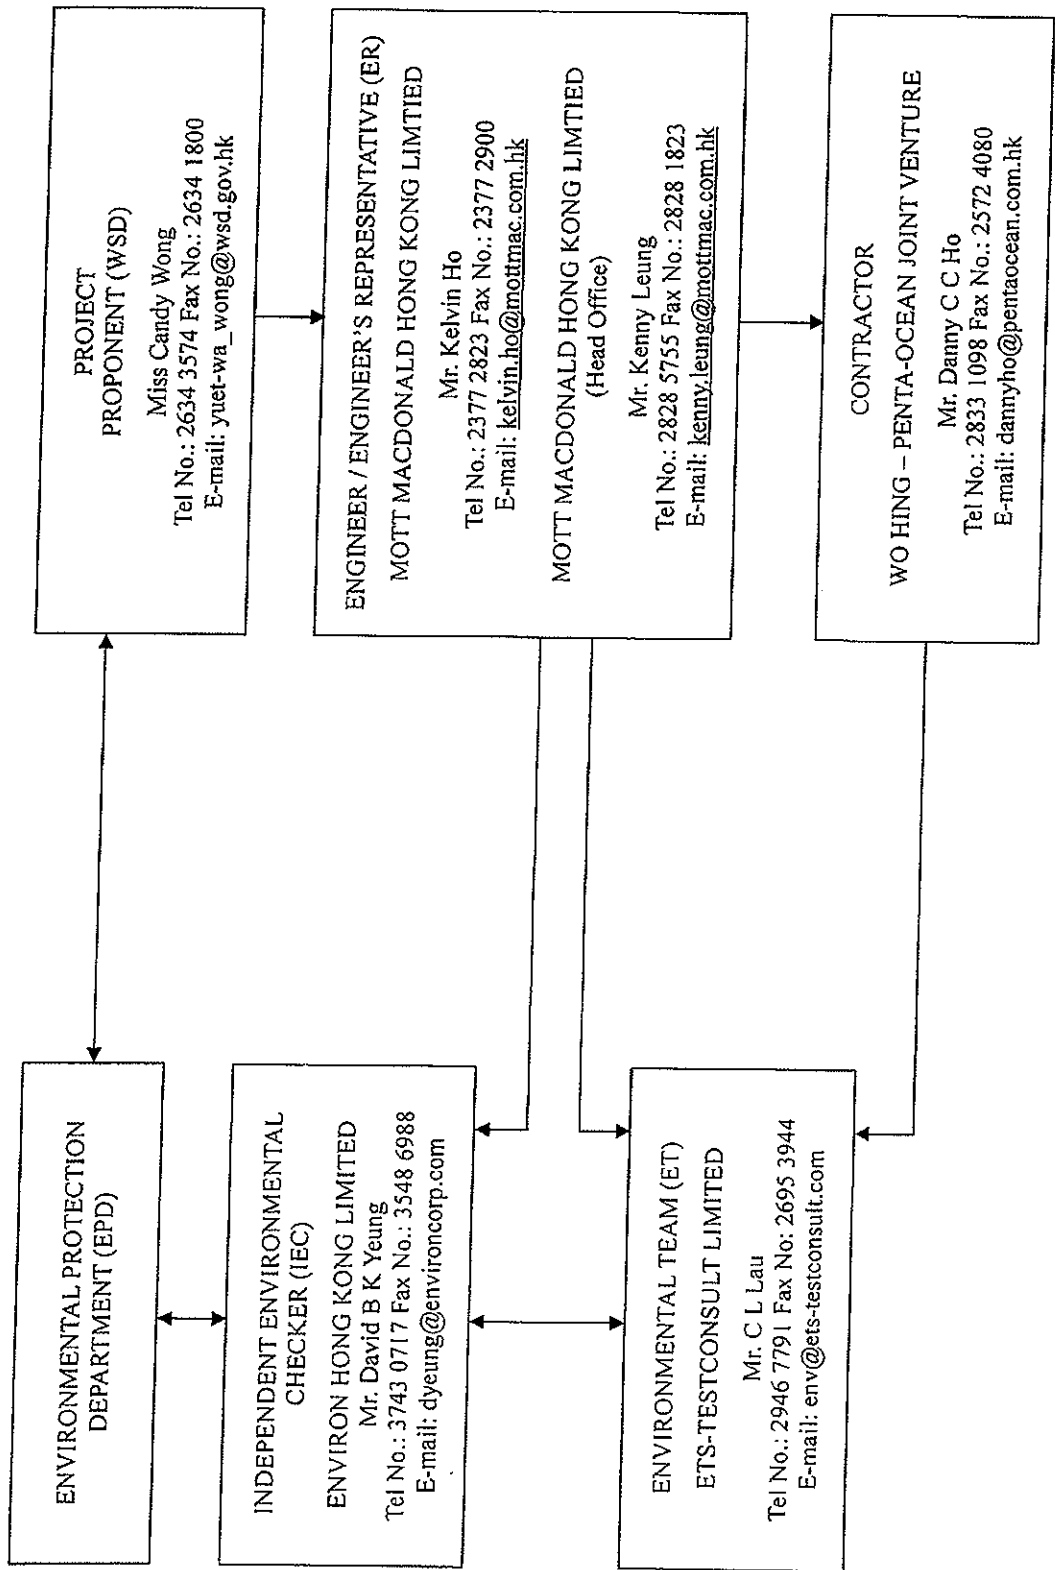 ENVIRONMENTAL PROTECTION
DEPARTMENT (EPD)
PROJECT
PROPONENT (WSD)
Miss Candy Wong
Tel No.: 2634 3574 Fax No.: 2634 1800
E-mail: yuet-wa_wong@wsd.gov.hk
INDEPENDENT ENVIRONMENTAL
CHECKER (IEC)
ENVIRON HONG KONG LIMITED
Mr. David B K Yeung
Tel No.: 3743 0717 Fax No.: 3548 6988
E-mail: dyeung@environcorp.com
ENGINEER / ENGINEER'S REPRESENTATIVE (ER)
MOTT MACDONALD HONG KONG LIMTIED
Mr. Kelvin Ho
Tel No.: 2377 2823 Fax No.: 2377 2900
E-mail: kelvin.ho@mottmac.com.hk
MOTT MACDONALD HONG KONG LIMTIED
(Head Office)
Mr. Kenny Leung
Tel No.: 2828 5755 Fax No.: 2828 1823
E-mail: kenny.leung@mottmac.com.hk
ENVIRONMENTAL TEAM (ET)
ETS-TESTCONSULT LIMITED
Mr. C L Lau
Tel No.: 2946 7791 Fax No: 2695 3944
E-mail: env@ets-testconsult.com
CONTRACTOR
WO HING – PENTA-OCEAN JOINT VENTURE
Mr. Danny C C Ho
Tel No.: 2833 1098 Fax No.: 2572 4080
E-mail: dannyho@pentaocean.com.hk